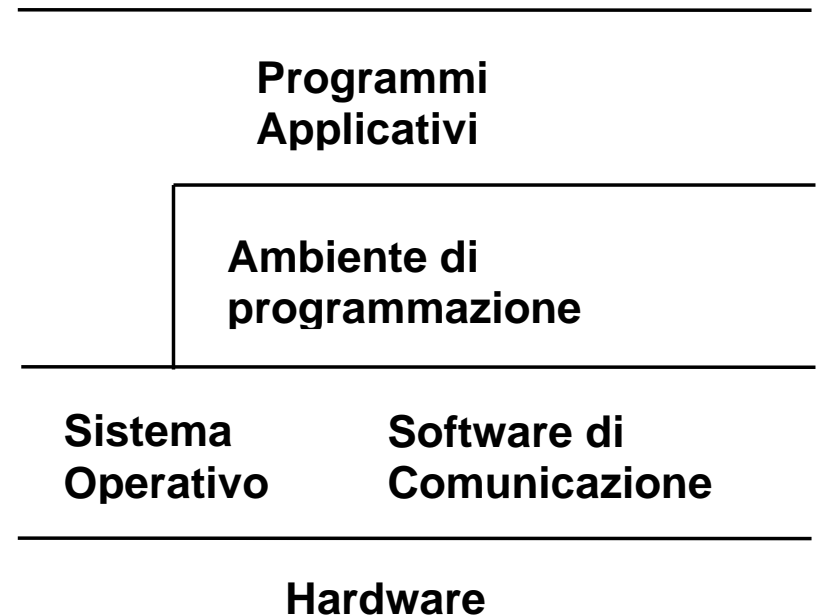 Programmi
Applicativi
Ambiente di
programmazione
Sistema
Operativo
Software di
Comunicazione
Hardware